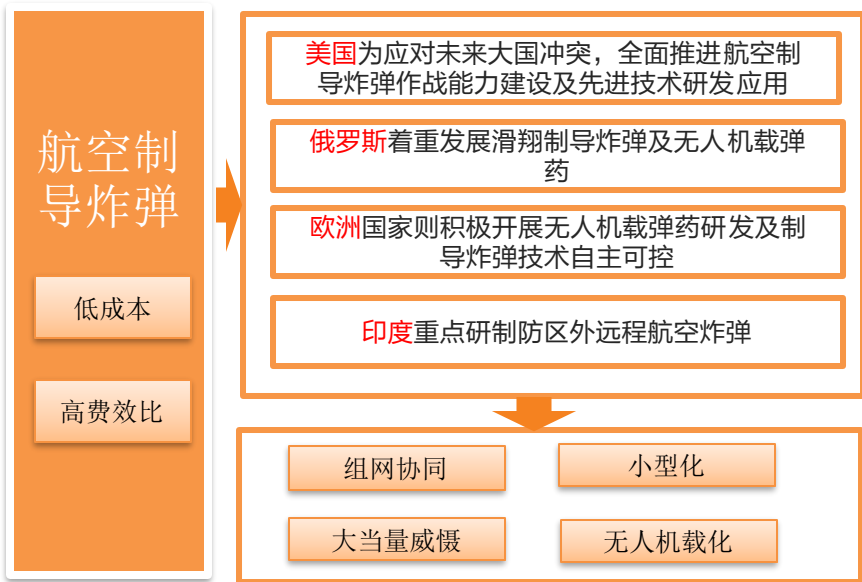 航空制
导炸弹
低成本
高费效比
美国为应对未来大国冲突，全面推进航空制
导炸弹作战能力建设及先进技术研发应用
俄罗斯着重发展滑翔制导炸弹及无人机载弹
药
欧洲国家则积极开展无人机载弹药研发及制
导炸弹技术自主可控
印度重点研制防区外远程航空炸弹
组网协同
小型化
大当量威慑
无人机载化